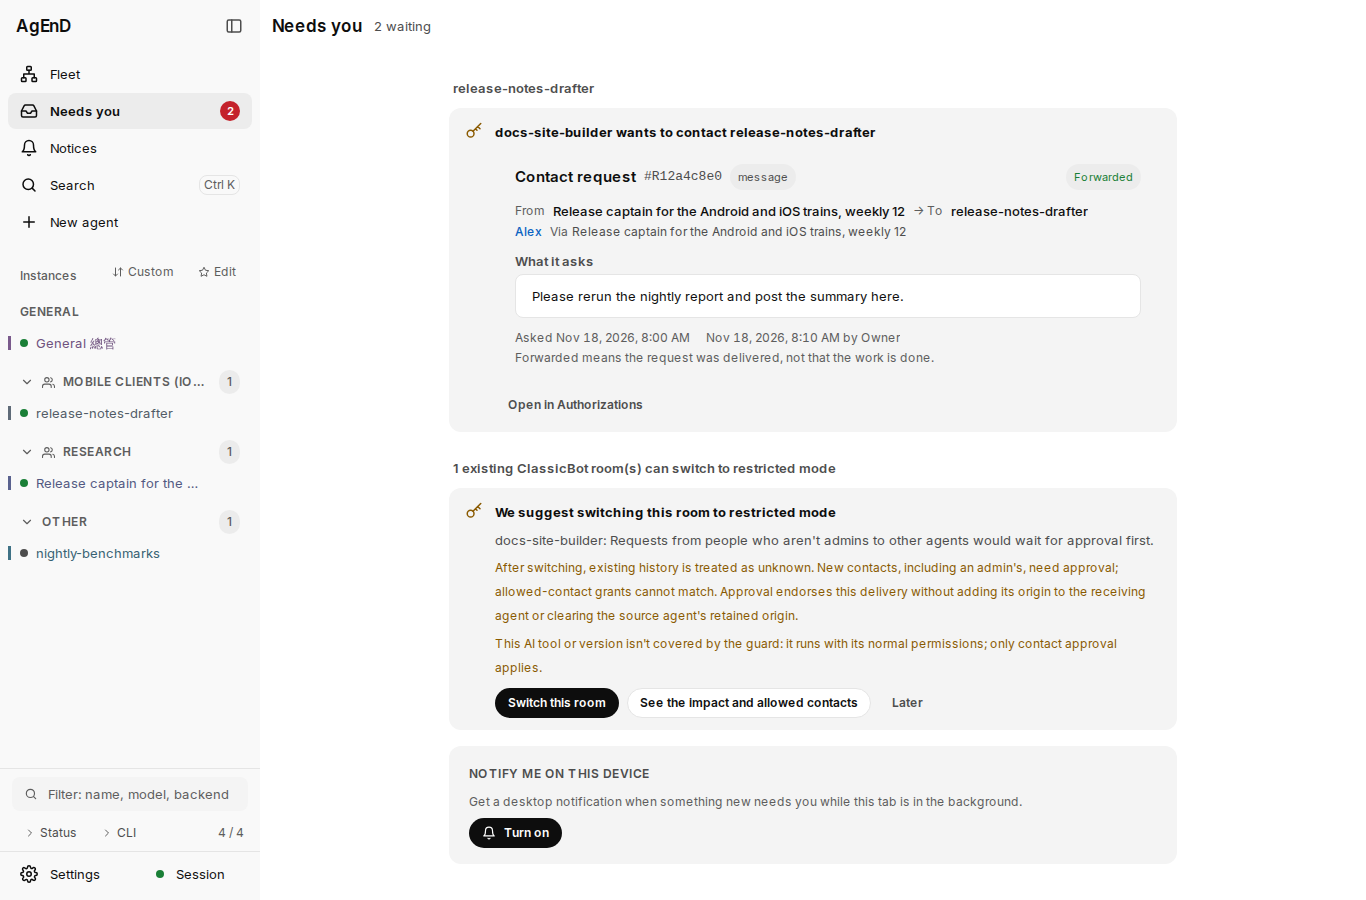 AgEnD
Fleet
Needs you 2
Notices
Search Ctrl K
New agent
Instances Custom Edit
GENERAL
General 總管
MOBILE CLIENTS (IO... 1
release-notes-drafter
RESEARCH 1
Release captain for the ...
OTHER 1
nightly-benchmarks
Filter: name, model, backend
Status CLI 4 / 4
Settings Session
Needs you 2 waiting
release-notes-drafter
docs-site-builder wants to contact release-notes-drafter
Contact request #R12a4c8e0 message Forwarded
From Release captain for the Android and iOS trains, weekly 12 → To release-notes-drafter
Alex Via Release captain for the Android and iOS trains, weekly 12
What it asks
Please rerun the nightly report and post the summary here.
Asked Nov 18, 2026, 8:00 AM Nov 18, 2026, 8:10 AM by Owner
Forwarded means the request was delivered, not that the work is done.
Open in Authorizations
1 existing ClassicBot room(s) can switch to restricted mode
We suggest switching this room to restricted mode
docs-site-builder: Requests from people who aren't admins to other agents would wait for approval first.
After switching, existing history is treated as unknown. New contacts, including an admin's, need approval;
allowed-contact grants cannot match. Approval endorses this delivery without adding its origin to the receiving
agent or clearing the source agent's retained origin.
This AI tool or version isn't covered by the guard: it runs with its normal permissions; only contact approval
applies.
Switch this room See the impact and allowed contacts Later
NOTIFY ME ON THIS DEVICE
Get a desktop notification when something new needs you while this tab is in the background.
Turn on